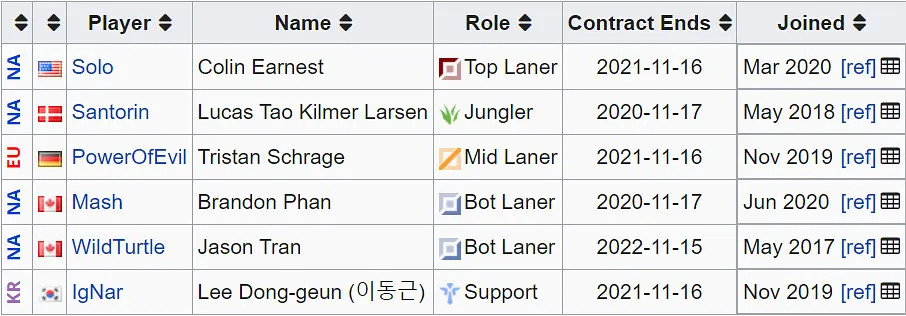 Player Name Role Contract Ends Joined
NA Solo Colin Earnest Top Laner 2021-11-16 Mar 2020 [ref]
NA Santorin Lucas Tao Kilmer Larsen Jungler 2020-11-17 May 2018 [ref]
EU PowerOfEvil Tristan Schrage Mid Laner 2021-11-16 Nov 2019 [ref]
NA Mash Brandon Phan Bot Laner 2020-11-17 Jun 2020 [ref]
NA WildTurtle Jason Tran Bot Laner 2022-11-15 May 2017 [ref]
KR IgNar Lee Dong-geun (이동근) Support 2021-11-16 Nov 2019 [ref]